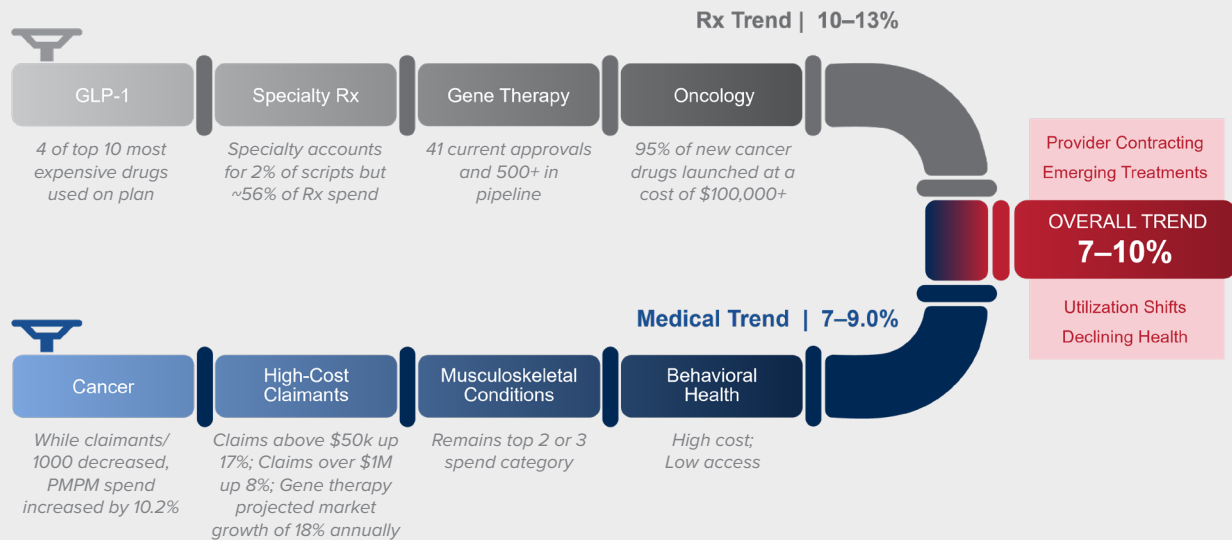 Rx Trend | 10–13%
GLP-1
4 of top 10 most
expensive drugs
used on plan
Specialty Rx
Specialty accounts
for 2% of scripts but
~56% of Rx spend
Gene Therapy
41 current approvals
and 500+ in
pipeline
Oncology
95% of new cancer
drugs launched at a
cost of $100,000+
Provider Contracting
Emerging Treatments
OVERALL TREND
7–10%
Utilization Shifts
Declining Health
Medical Trend | 7–9.0%
Cancer
While claimants/
1000 decreased,
PMPM spend
increased by 10.2%
High-Cost
Claimants
Claims above $50k up
17%; Claims over $1M
up 8%; Gene therapy
projected market
growth of 18% annually
Musculoskeletal
Conditions
Remains top 2 or 3
spend category
Behavioral
Health
High cost;
Low access